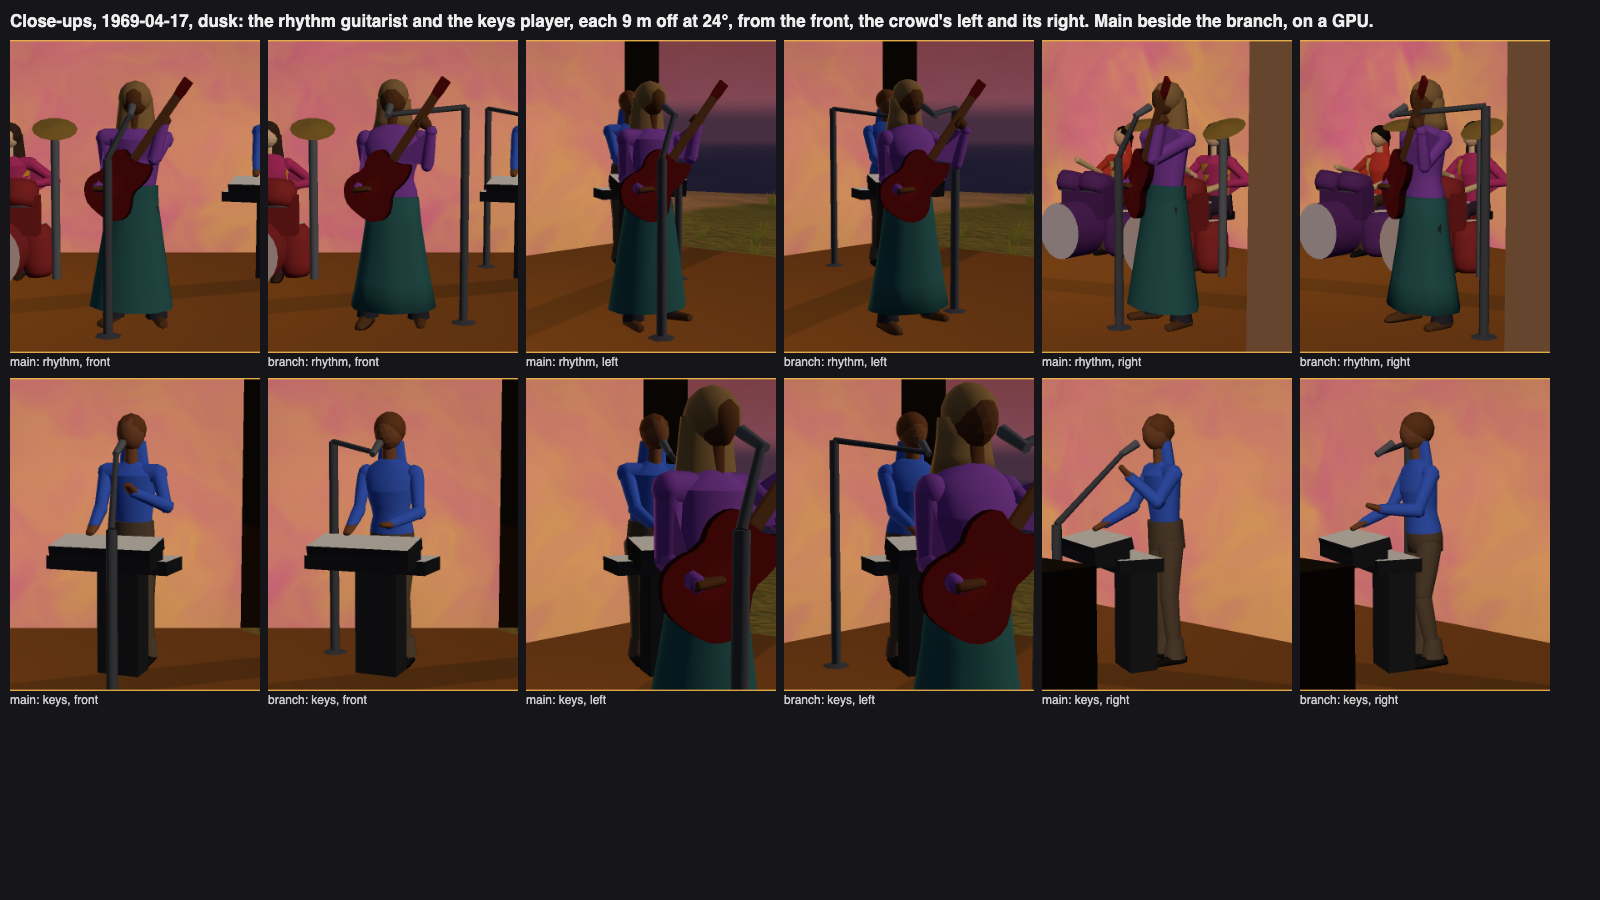 Close-ups, 1969-04-17, dusk: the rhythm guitarist and the keys player, each 9 m off at 24°, from the front, the crowd's left and its right. Main beside the branch, on a GPU.
main: rhythm, front
branch: rhythm, front
main: rhythm, left
branch: rhythm, left
main: rhythm, right
branch: rhythm, right
main: keys, front
branch: keys, front
main: keys, left
branch: keys, left
main: keys, right
branch: keys, right